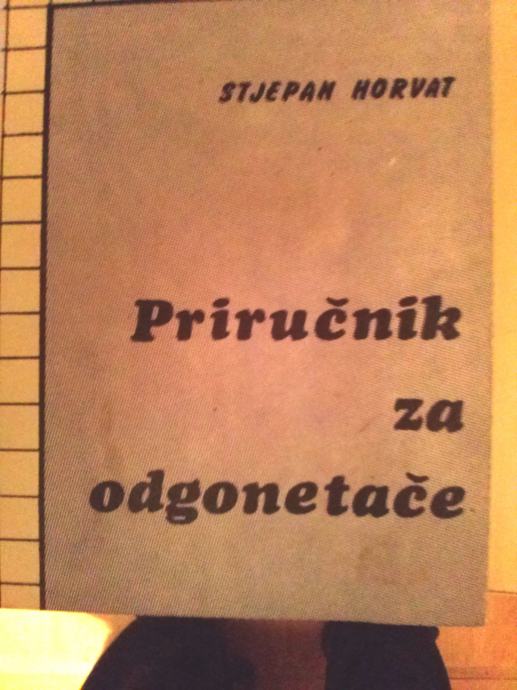 STJEPAN HORVAT
Priručnik
za
odgonetače